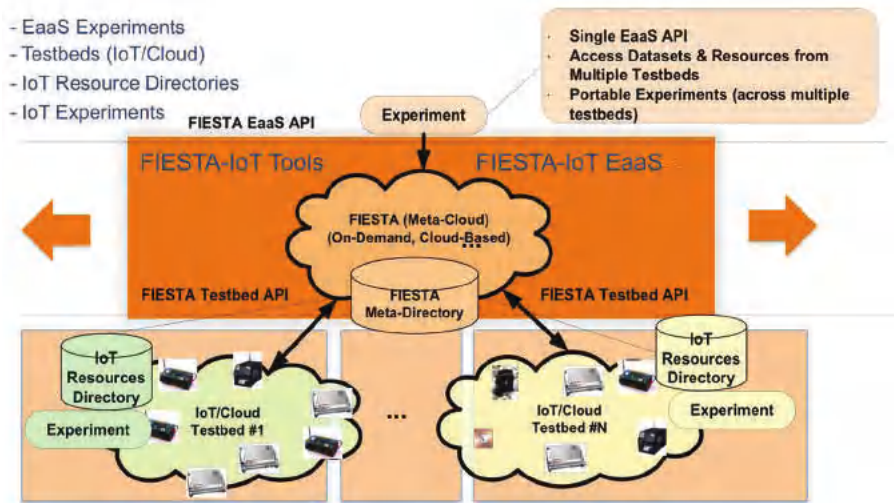 - EaaS Experiments
- Testbeds (IoT/Cloud)
- IoT Resource Directories
- IoT Experiments
· Single EaaS API
· Access Datasets & Resources from
Multiple Testbeds
· Portable Experiments (across multiple
testbeds)
FIESTA EaaS API
Experiment
FIESTA-IoT Tools
FIESTA-IoT EaaS
FIESTA (Meta-Cloud)
(On-Demand, Cloud-Based)
...
FIESTA Testbed API
FIESTA
Meta-Directory
FIESTA Testbed API
IoT
Resources
Directory
Experiment
IoT/Cloud
Testbed #1
...
IoT/Cloud
Testbed #N
IoT
Resources
Directory
Experiment